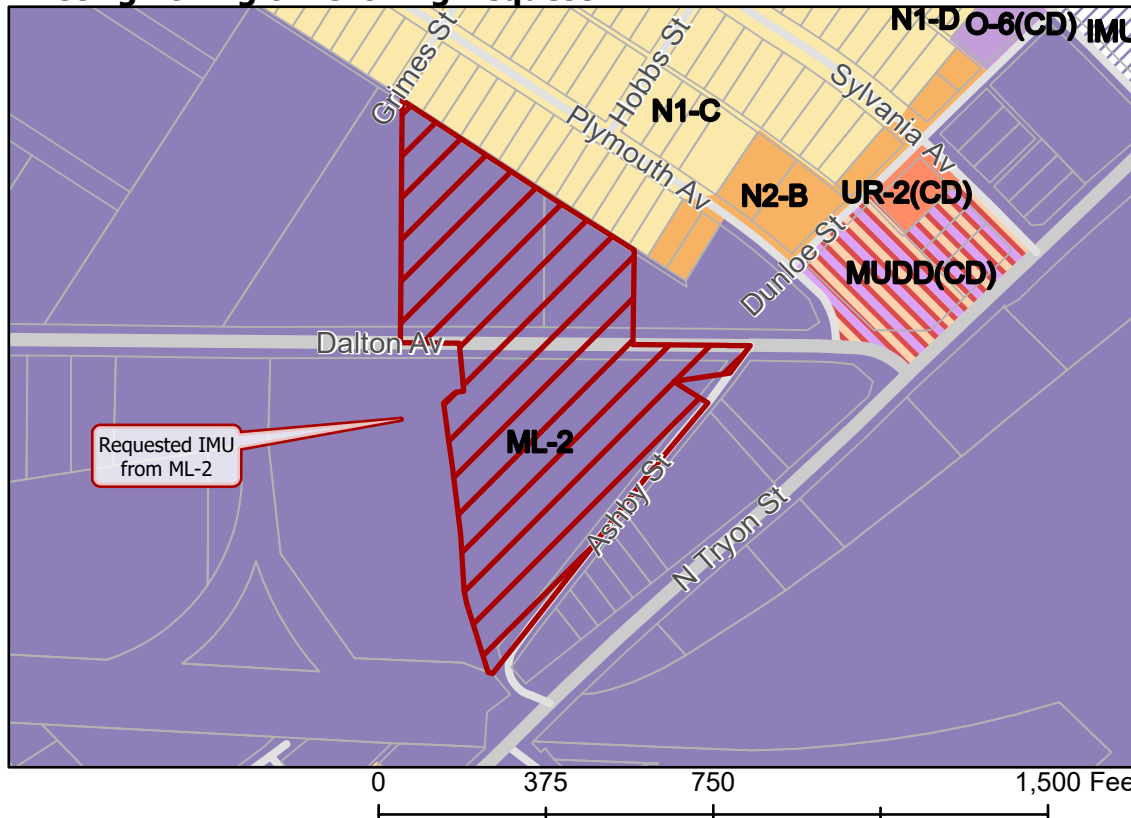 Grimes St
Hobbs St
N1-D
O-6(CD)
IMU
Sylvania Av
N1-C
Plymouth Av
N2-B
UR-2(CD)
Dunloe St
MUDD(CD)
Dalton Av
Requested IMU
from ML-2
ML-2
Ashby St
N Tryon St
0
375
750
1,500 Fee